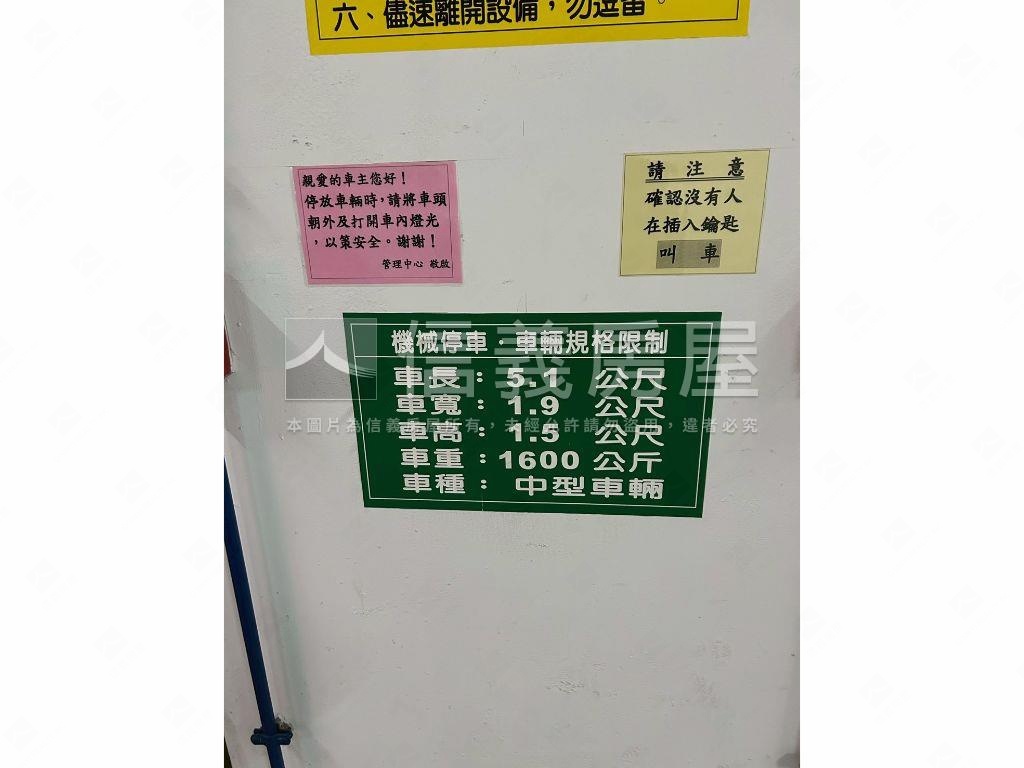 六、儘速離開設備，勿逗留。
親愛的車主您好！
停放車輛時，請將車頭
朝外及打開車內燈光
，以策安全。謝謝！
管理中心 敬啟
請注意
確認沒有人
在插入鑰匙
叫車
機械停車．車輛規格限制
車長：5.1 公尺
車寬：1.9 公尺
車高：1.5 公尺
車重：1600 公斤
車種：中型車輛
信義房屋
本圖片為信義房屋所有，未經允許請勿盜用，違者必究